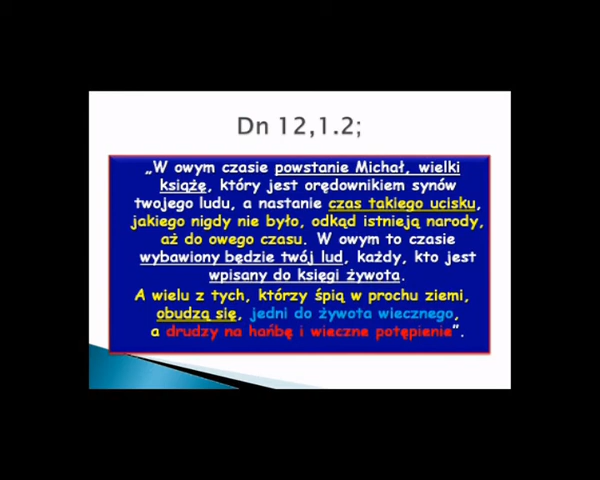 Dn 12,1.2;
„W owym czasie powstanie Michał, wielki
książę, który jest orędownikiem synów
twojego ludu, a nastanie czas takiego ucisku,
jakiego nigdy nie było, odkąd istnieją narody,
aż do owego czasu. W owym to czasie
wybawiony będzie twój lud, każdy, kto jest
wpisany do księgi żywota.
A wielu z tych, którzy śpią w prochu ziemi,
obudzą się, jedni do żywota wiecznego,
a drudzy na hańbę i wieczne potępienie”.